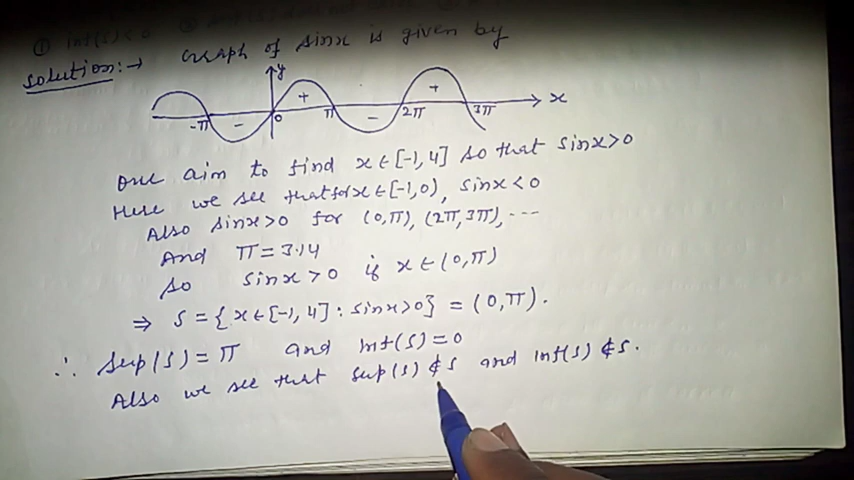 ① inf(s)<0
solution:→ Graph of sinx is given by
y
+ + 
-π - 0 π - 2π 3π x
Our aim to find x∈[-1,4] so that sinx>0
Here we see that for x∈[-1,0), sinx<0
Also sinx>0 for (0,π), (2π,3π), ---
And π=3.14
So sinx>0 if x∈(0,π)
⇒ S={x∈[-1,4]: sinx>0} = (0,π).
∴ Sup(S)=π and Inf(S)=0
Also we see that Sup(S)∉S and Inf(S)∉S.